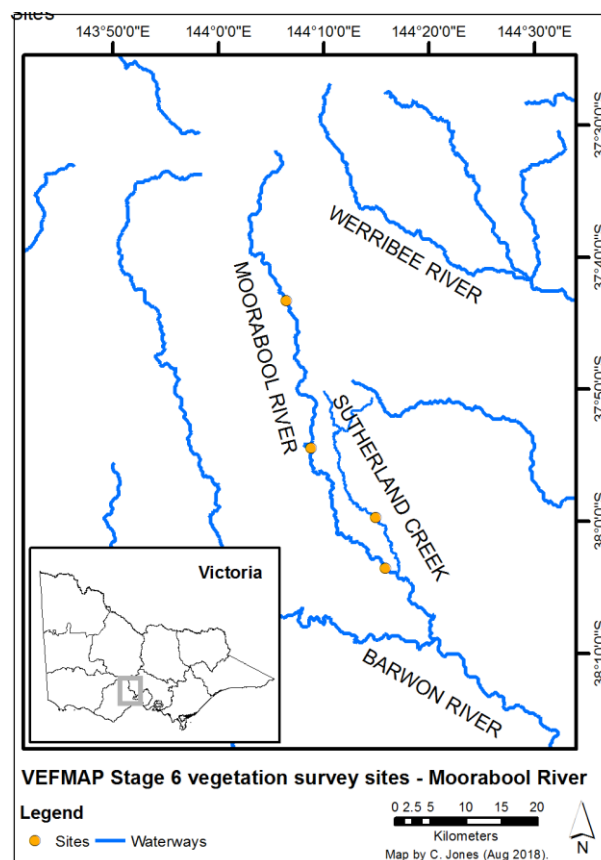 Sites
143°50'0"E
144°0'0"E
144°10'0"E
144°20'0"E
144°30'0"E
37°30'0"S
37°40'0"S
37°50'0"S
38°0'0"S
38°10'0"S
WERRIBEE RIVER
MOORABOOL RIVER
SUTHERLAND CREEK
BARWON RIVER
Victoria
VEFMAP Stage 6 vegetation survey sites - Moorabool River
Legend
Sites
Waterways
0 2.5 5 10 15 20
Kilometers
Map by C. Jones (Aug 2018).
N